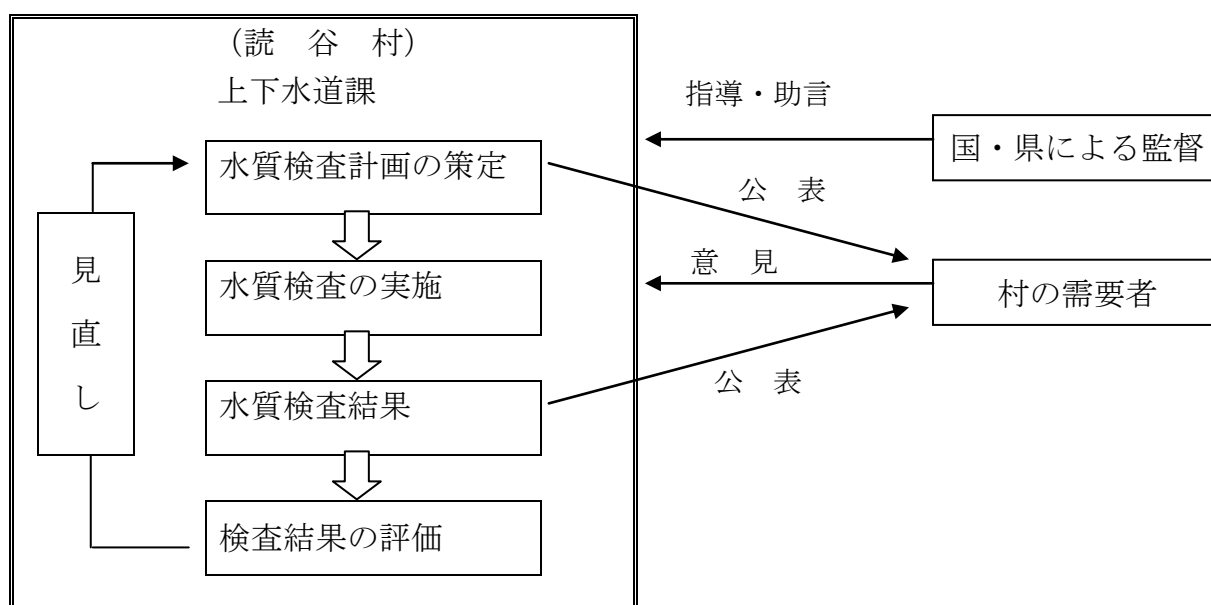 (読 谷 村)
上下水道課
水質検査計画の策定
水質検査の実施
水質検査結果
検査結果の評価
見直し
指導・助言
国・県による監督
公 表
意 見
村の需要者
公 表